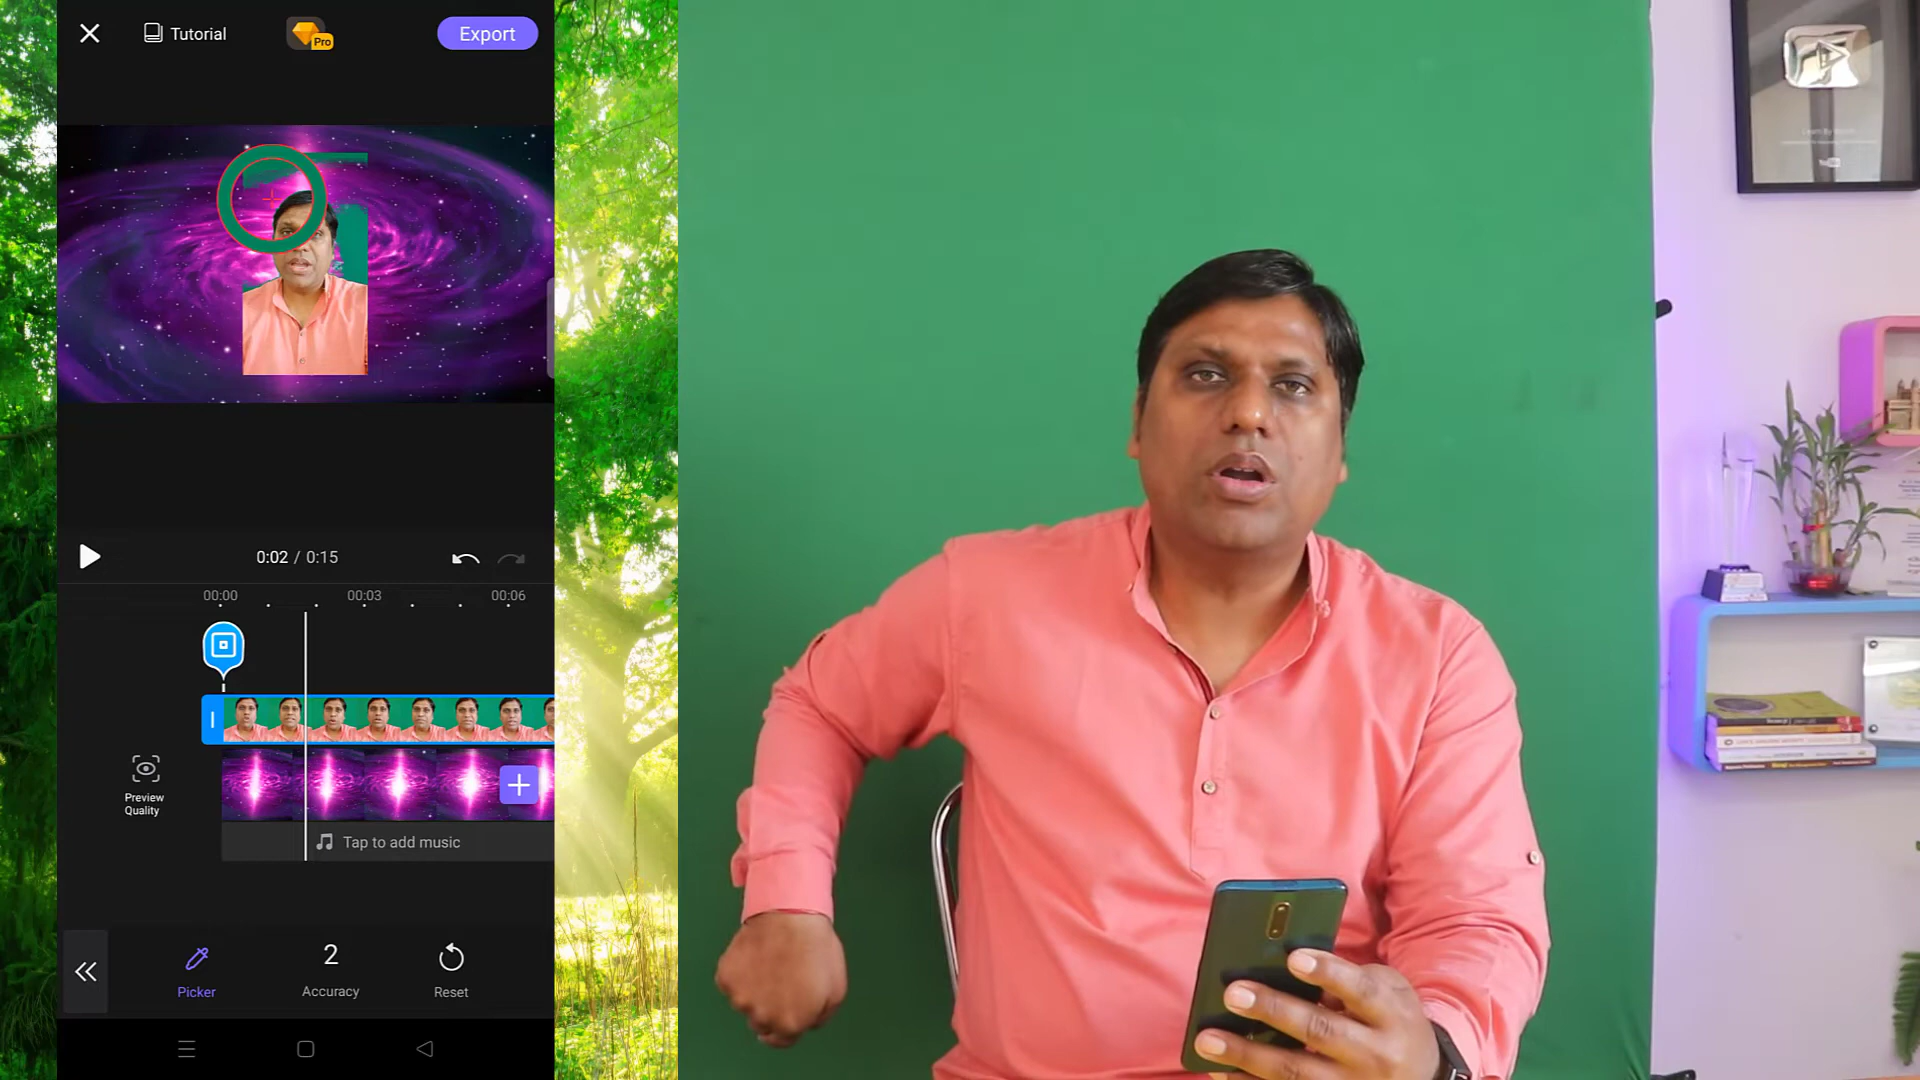 Tutorial
Pro
Export
0:02 / 0:15
00:00
00:03
00:06
Preview
Quality
Tap to add music
2
Picker
Accuracy
Reset